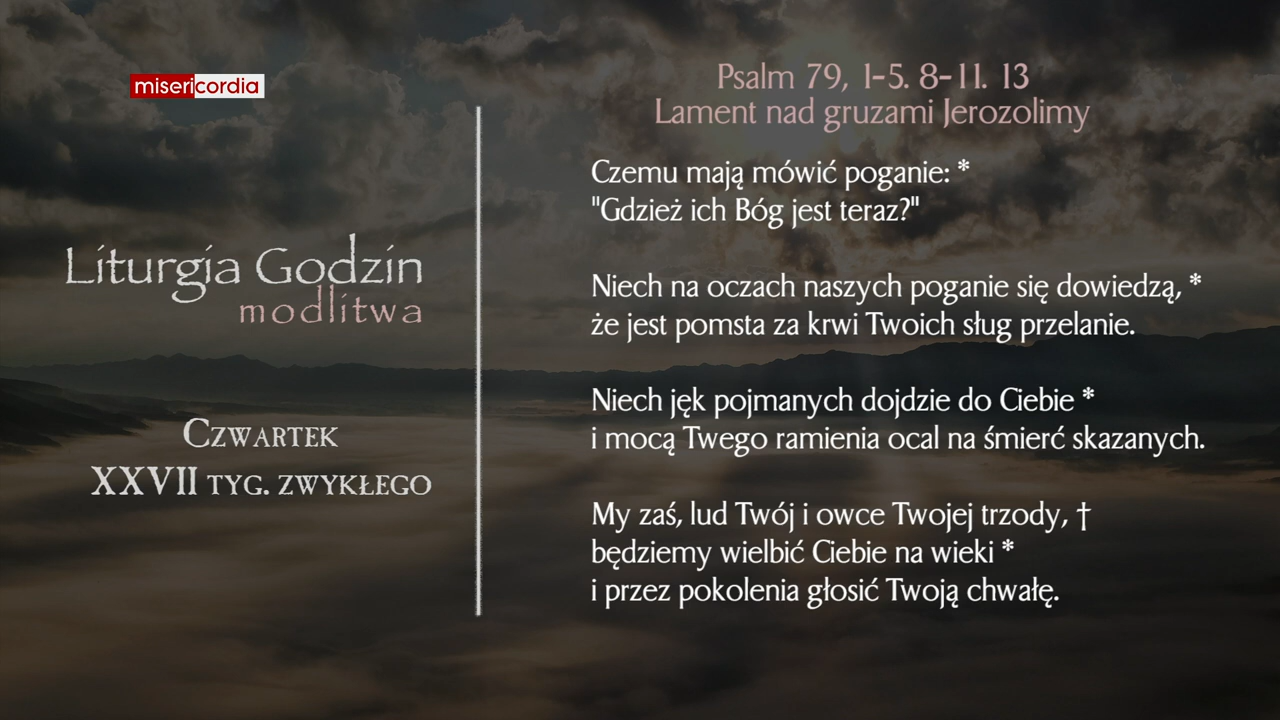 misericordia
Liturgia Godzin
modlitwa
Czwartek
XXVII tyg. zwykłego
Psalm 79, 1-5. 8-11. 13
Lament nad gruzami Jerozolimy
Czemu mają mówić poganie: *
"Gdzież ich Bóg jest teraz?"
Niech na oczach naszych poganie się dowiedzą, *
że jest pomsta za krwi Twoich sług przelanie.
Niech jęk pojmanych dojdzie do Ciebie *
i mocą Twego ramienia ocal na śmierć skazanych.
My zaś, lud Twój i owce Twojej trzody, †
będziemy wielbić Ciebie na wieki *
i przez pokolenia głosić Twoją chwałę.